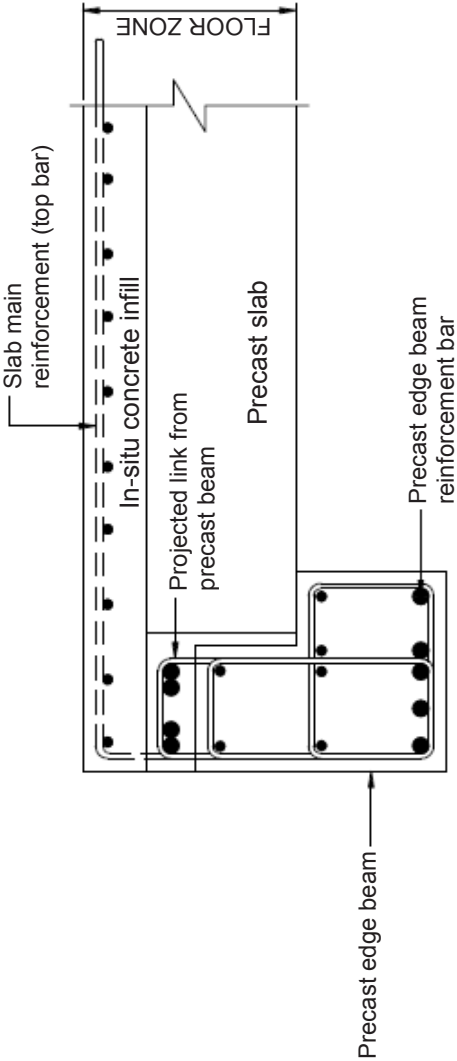 Slab main
reinforcement (top bar)
FLOOR ZONE
In-situ concrete infill
Projected link from
precast beam
Precast slab
Precast edge beam
reinforcement bar
Precast edge beam